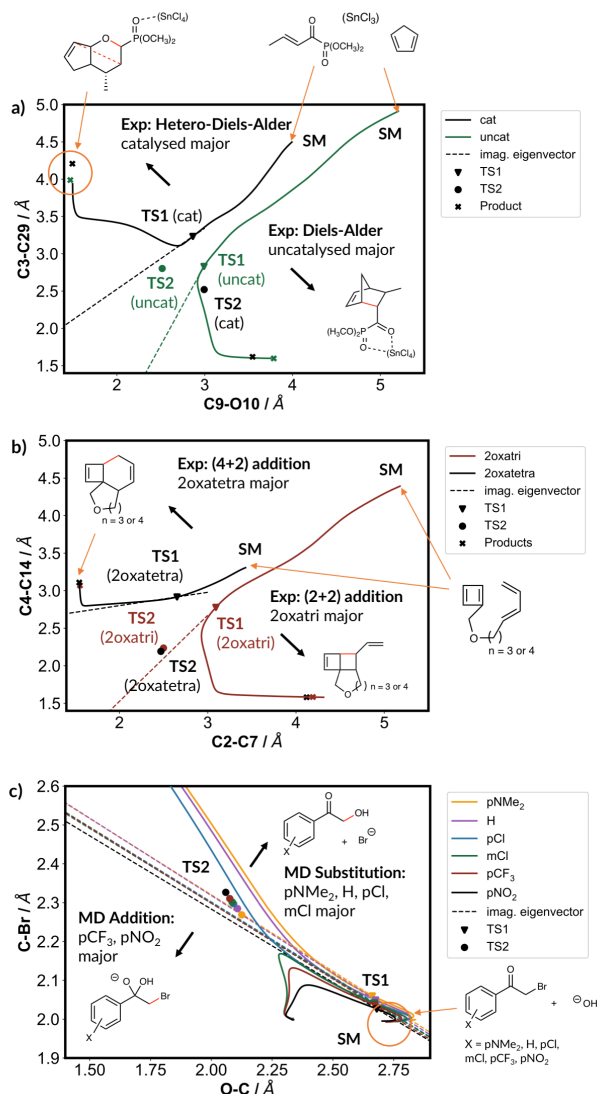 O---(SnCl4)
P(OCH3)2
O
(SnCl3)
O
P(OCH3)2
O
a)
5.0
4.5
4.0
3.5
3.0
2.5
2.0
1.5
C3-C29 / Å
2
3
4
5
C9-O10 / Å
Exp: Hetero-Diels-Alder
catalysed major
SM
SM
TS1 (cat)
Exp: Diels-Alder
uncatalysed major
TS1
(uncat)
TS2
(uncat)
TS2
(cat)
(H3CO)2P
O
O
(SnCl4)
cat
uncat
imag. eigenvector
TS1
TS2
Product
b)
5.0
4.5
4.0
3.5
3.0
2.5
2.0
1.5
C4-C14 / Å
2
3
4
5
C2-C7 / Å
O
n = 3 or 4
Exp: (4+2) addition
2oxatetra major
SM
TS1
(2oxatetra)
SM
TS2
(2oxatri)
TS1
(2oxatri)
Exp: (2+2) addition
2oxatri major
TS2
(2oxatetra)
O
n = 3 or 4
2oxatri
2oxatetra
imag. eigenvector
TS1
TS2
Products
O
n = 3 or 4
c)
2.6
2.5
2.4
2.3
2.2
2.1
2.0
1.9
C-Br / Å
1.50
1.75
2.00
2.25
2.50
2.75
O-C / Å
O
OH
X
+ Br⊖
TS2
MD Substitution:
pNMe2, H, pCl,
mCl major
MD Addition:
pCF3, pNO2
major
⊖
O OH
Br
X
TS1
SM
pNMe2
H
pCl
mCl
pCF3
pNO2
imag. eigenvector
TS1
TS2
O
Br
X
+ ⊖OH
X = pNMe2, H, pCl,
mCl, pCF3, pNO2